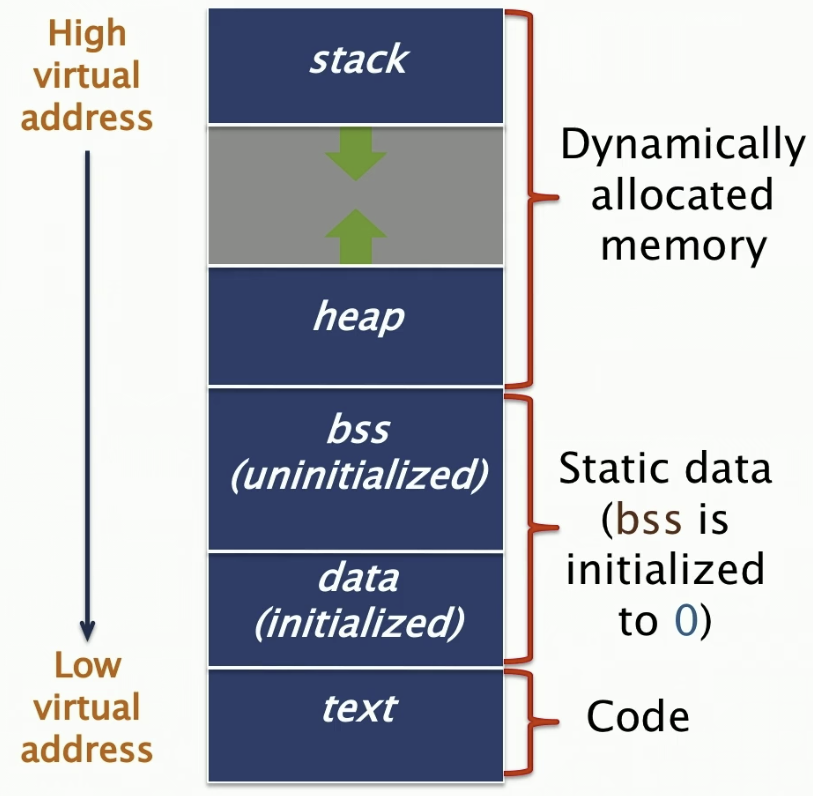 High
virtual
address
stack
Dynamically
allocated
memory
heap
bss
(uninitialized)
Static data
(bss is
initialized
to 0)
data
(initialized)
Low
virtual
address
text
Code